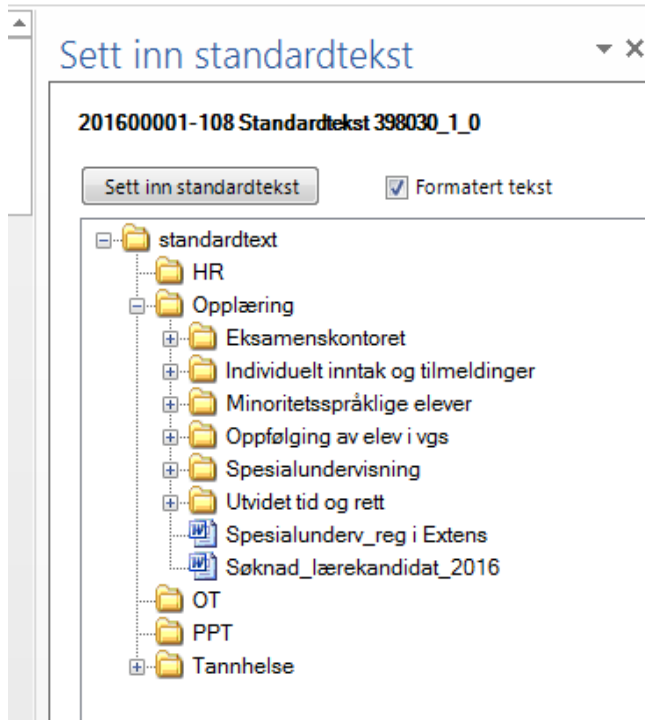 Sett inn standardtekst
201600001-108 Standardtekst 398030_1_0
Sett inn standardtekst
Formatert tekst
standardtext
HR
Opplæring
Eksamenskontoret
Individuelt inntak og tilmeldinger
Minoritetsspråklige elever
Oppfølging av elev i vgs
Spesialundervisning
Utvidet tid og rett
Spesialunderv_reg i Extens
Søknad_lærekandidat_2016
OT
PPT
Tannhelse